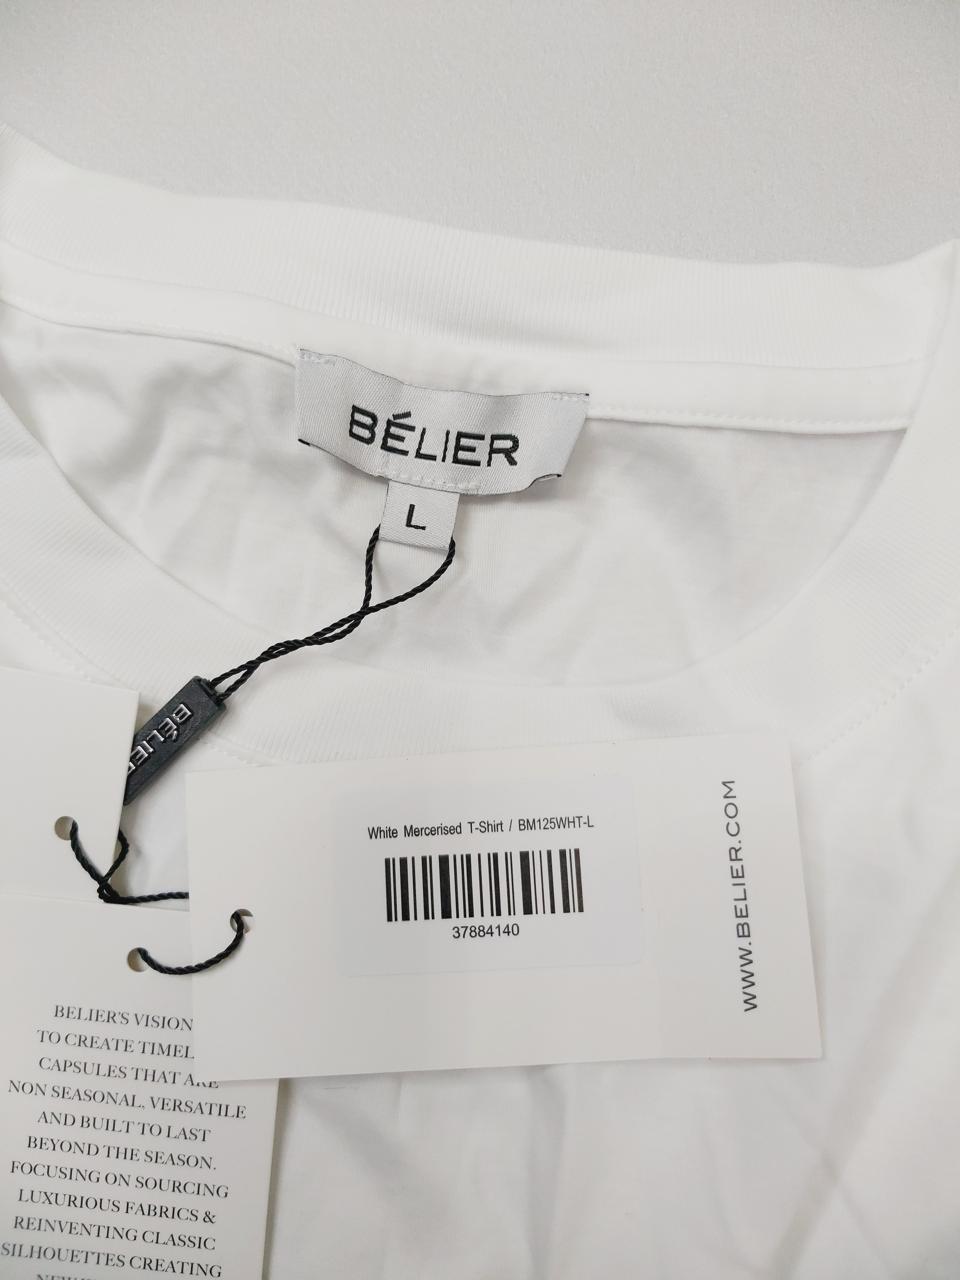 BÉLIER
L
BÉLIER
White Mercerised T-Shirt / BM125WHT-L
37884140
WWW.BELIER.COM
BELIER'S VISION
TO CREATE
CAPSULES THAT ARE
NON SEASONAL, VERSATILE
AND BUILT TO LAST
BEYOND THE SEASON.
FOCUSING ON SOURCING
LUXURIOUS FABRICS &
REINVENTING CLASSIC
SILHOUETTES CREATING